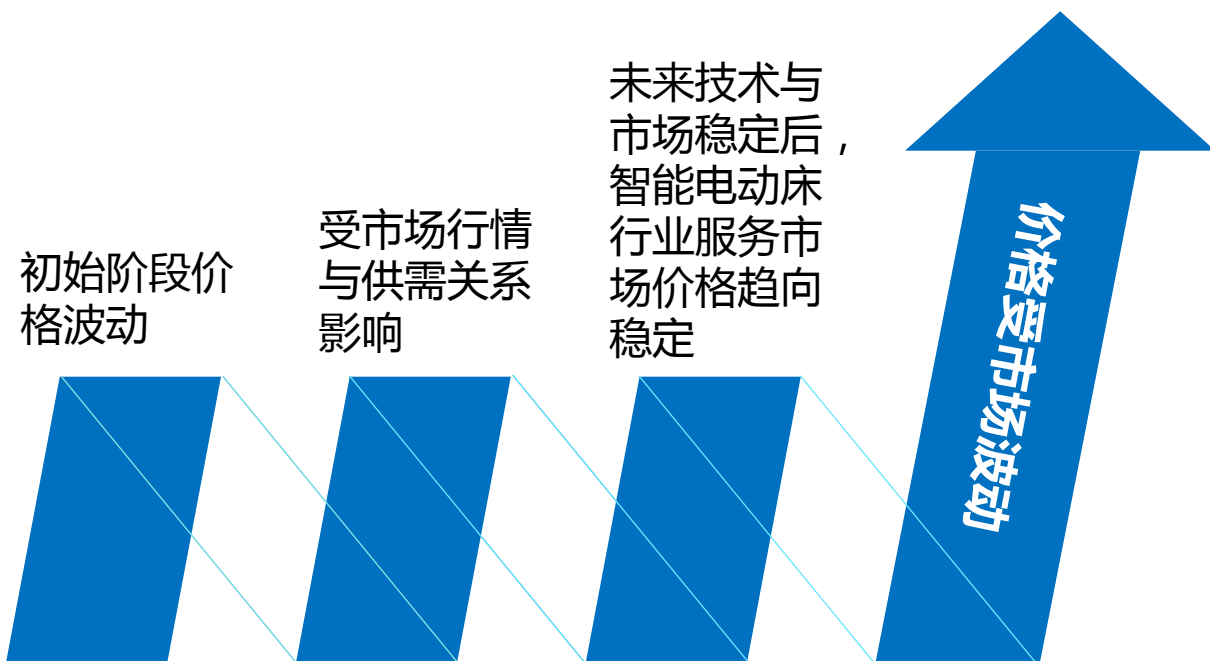 初始阶段价
格波动
受市场行情
与供需关系
影响
未来技术与
市场稳定后，
智能电动床
行业服务市
场价格趋向
稳定
价格受市场波动